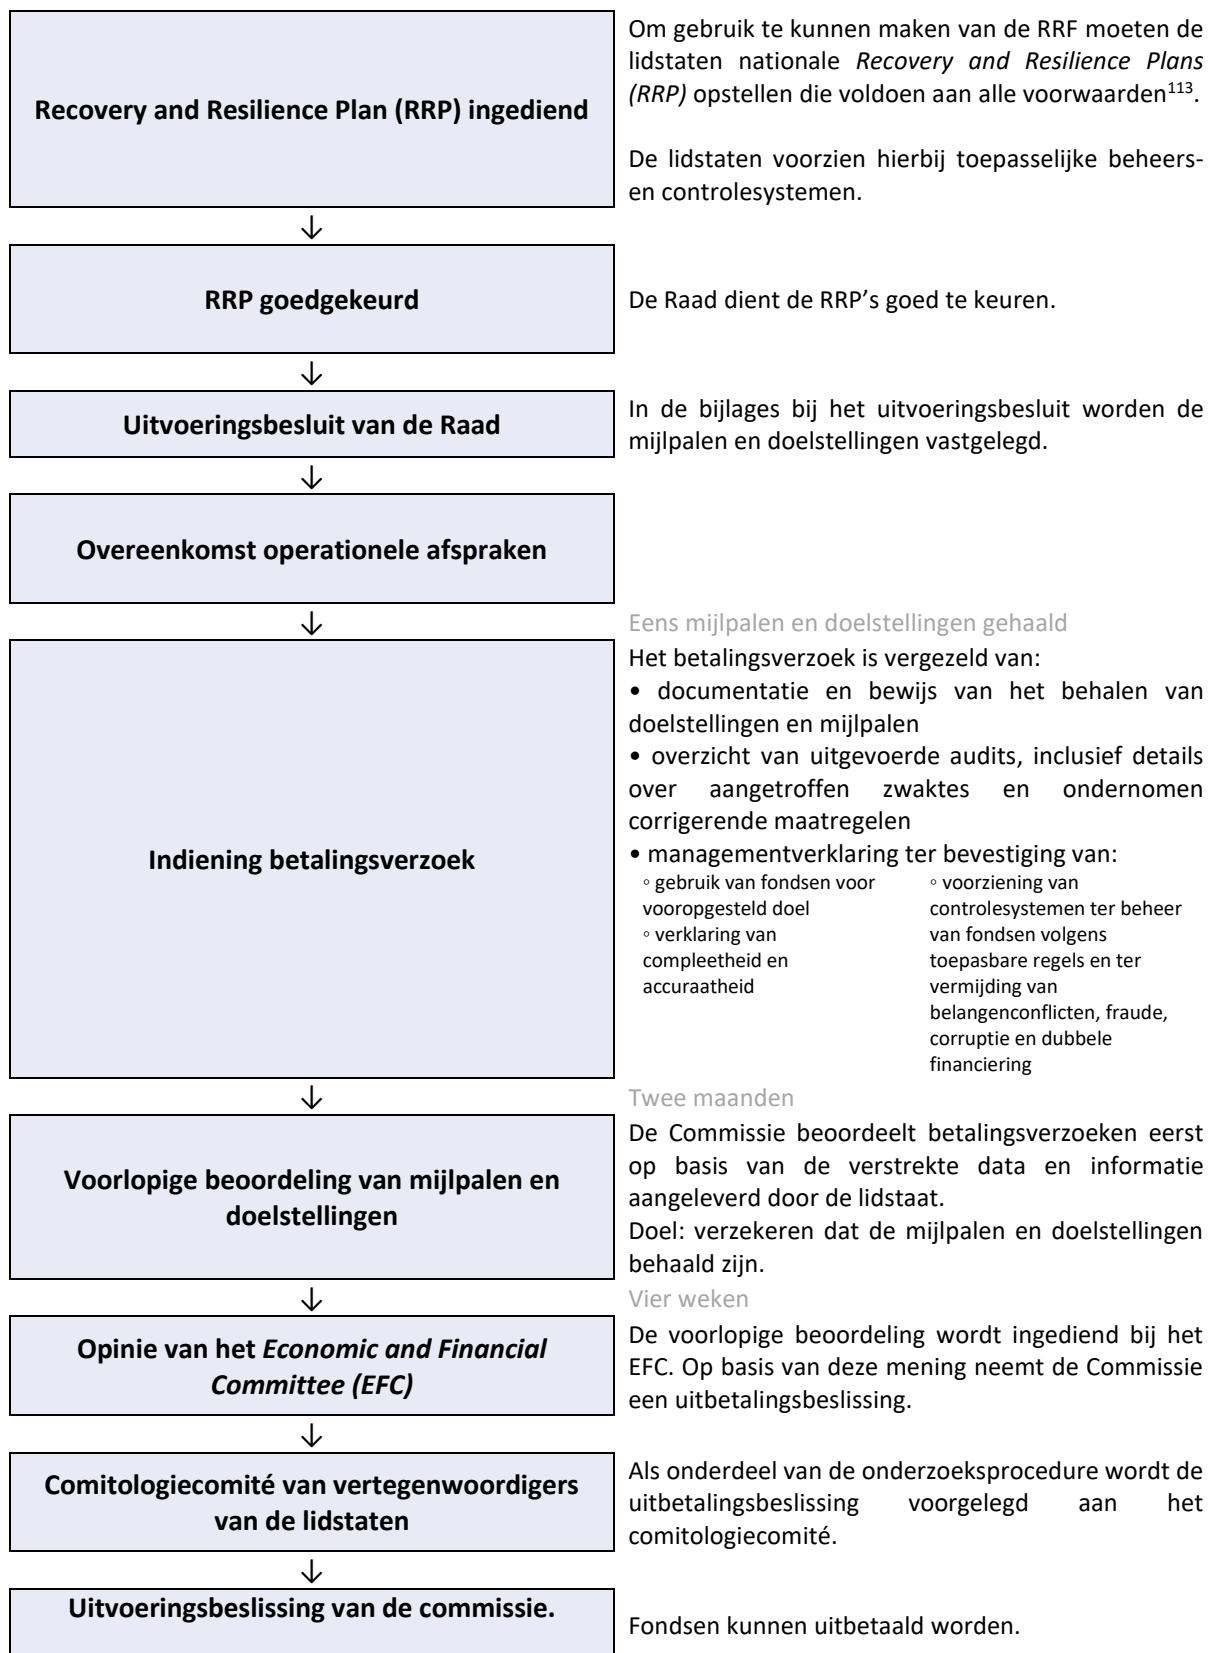 Recovery and Resilience Plan (RRP) ingediend
Om gebruik te kunnen maken van de RRF moeten de
lidstaten nationale Recovery and Resilience Plans
(RRP) opstellen die voldoen aan alle voorwaarden113.
De lidstaten voorzien hierbij toepasselijke beheers-
en controlesystemen.
↓
RRP goedgekeurd
De Raad dient de RRP’s goed te keuren.
↓
Uitvoeringsbesluit van de Raad
In de bijlages bij het uitvoeringsbesluit worden de
mijlpalen en doelstellingen vastgelegd.
↓
Overeenkomst operationele afspraken
↓
Eens mijlpalen en doelstellingen gehaald
Indiening betalingsverzoek
Het betalingsverzoek is vergezeld van:
• documentatie en bewijs van het behalen van
doelstellingen en mijlpalen
• overzicht van uitgevoerde audits, inclusief details
over aangetroffen zwaktes en ondernomen
corrigerende maatregelen
• managementverklaring ter bevestiging van:
◦ gebruik van fondsen voor
vooropgesteld doel
◦ verklaring van
compleetheid en
accuraatheid
◦ voorziening van
controlesystemen ter beheer
van fondsen volgens
toepasbare regels en ter
vermijding van
belangenconflicten, fraude,
corruptie en dubbele
financiering
↓
Twee maanden
Voorlopige beoordeling van mijlpalen en
doelstellingen
De Commissie beoordeelt betalingsverzoeken eerst
op basis van de verstrekte data en informatie
aangeleverd door de lidstaat.
Doel: verzekeren dat de mijlpalen en doelstellingen
behaald zijn.
↓
Vier weken
Opinie van het Economic and Financial
Committee (EFC)
De voorlopige beoordeling wordt ingediend bij het
EFC. Op basis van deze mening neemt de Commissie
een uitbetalingsbeslissing.
↓
Comitologiecomité van vertegenwoordigers
van de lidstaten
Als onderdeel van de onderzoeksprocedure wordt de
uitbetalingsbeslissing voorgelegd aan het
comitologiecomité.
↓
Uitvoeringsbeslissing van de commissie.
Fondsen kunnen uitbetaald worden.